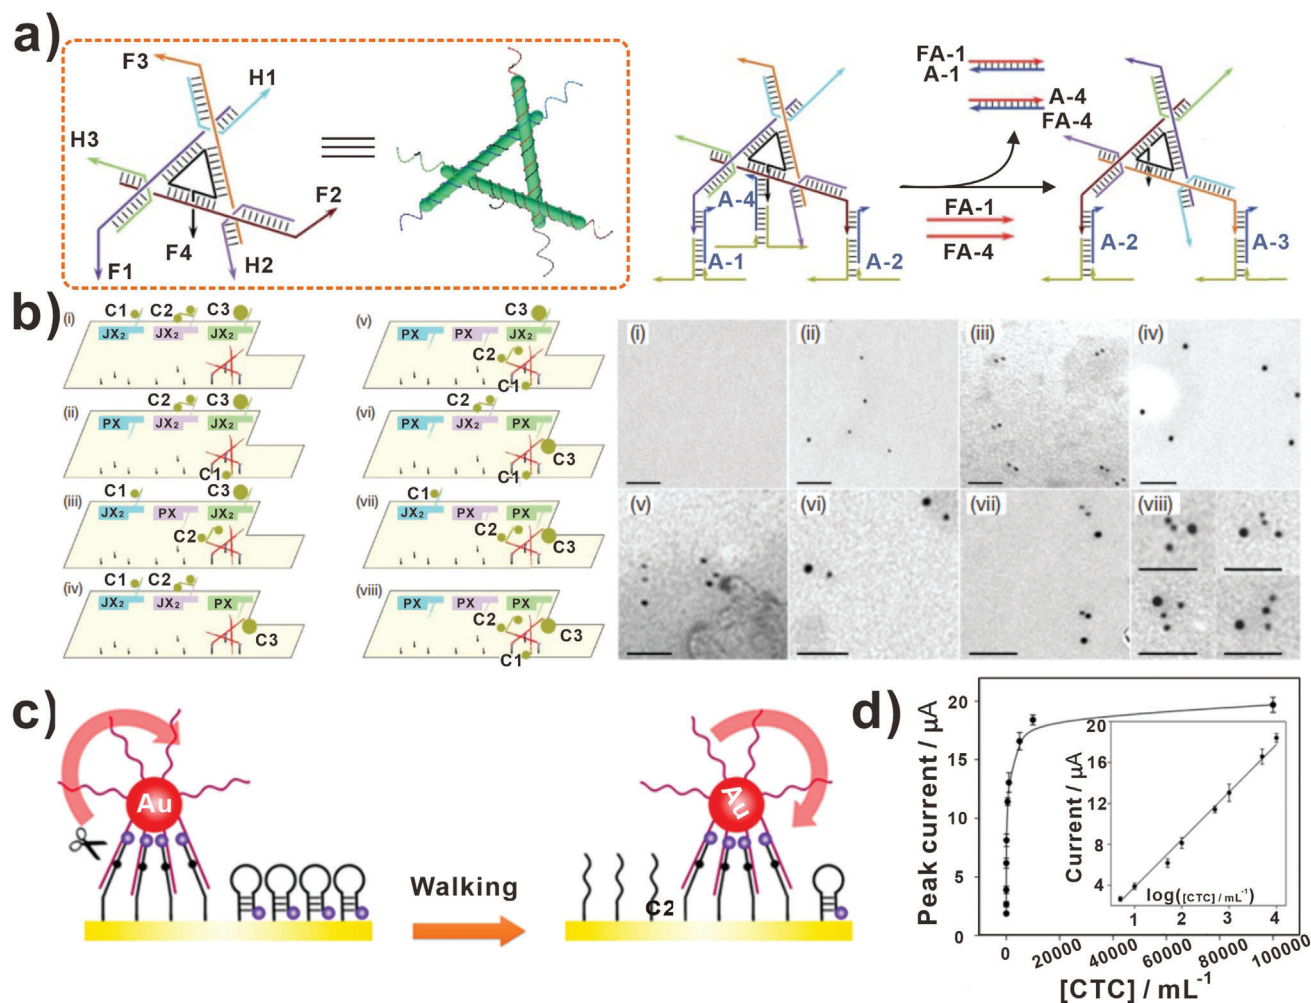 a)
F3
H1
H3
F2
F4
F1
H2
A-4
A-1
A-2
FA-1
A-1
A-4
FA-4
FA-1
FA-4
A-2
A-3
b)
(i)
C1
C2
C3
JX2
JX2
JX2
(ii)
C2
C3
PX
JX2
JX2
C1
(iii)
C1
C3
JX2
PX
JX2
C2
(iv)
C1
C2
JX2
JX2
PX
C3
(v)
C3
PX
PX
JX2
C2
C1
(vi)
C2
PX
JX2
PX
C3
C1
(vii)
C1
JX2
PX
PX
C2
C3
(viii)
PX
PX
PX
C2
C3
C1
(i)
(ii)
(iii)
(iv)
(v)
(vi)
(vii)
(viii)
c)
Au
Walking
Au
C2
d)
Peak current / μA
20
15
10
5
0
0
20000
40000
60000
80000
100000
[CTC] / mL-1
Current / μA
20
16
12
8
4
log([CTC] / mL-1)
1
2
3
4